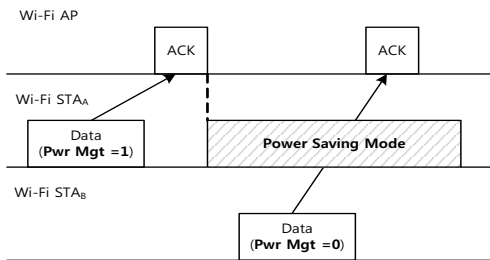 Wi-Fi AP
ACK
ACK
Wi-Fi STAA
Data
(Pwr Mgt =1)
Power Saving Mode
Wi-Fi STAB
Data
(Pwr Mgt =0)